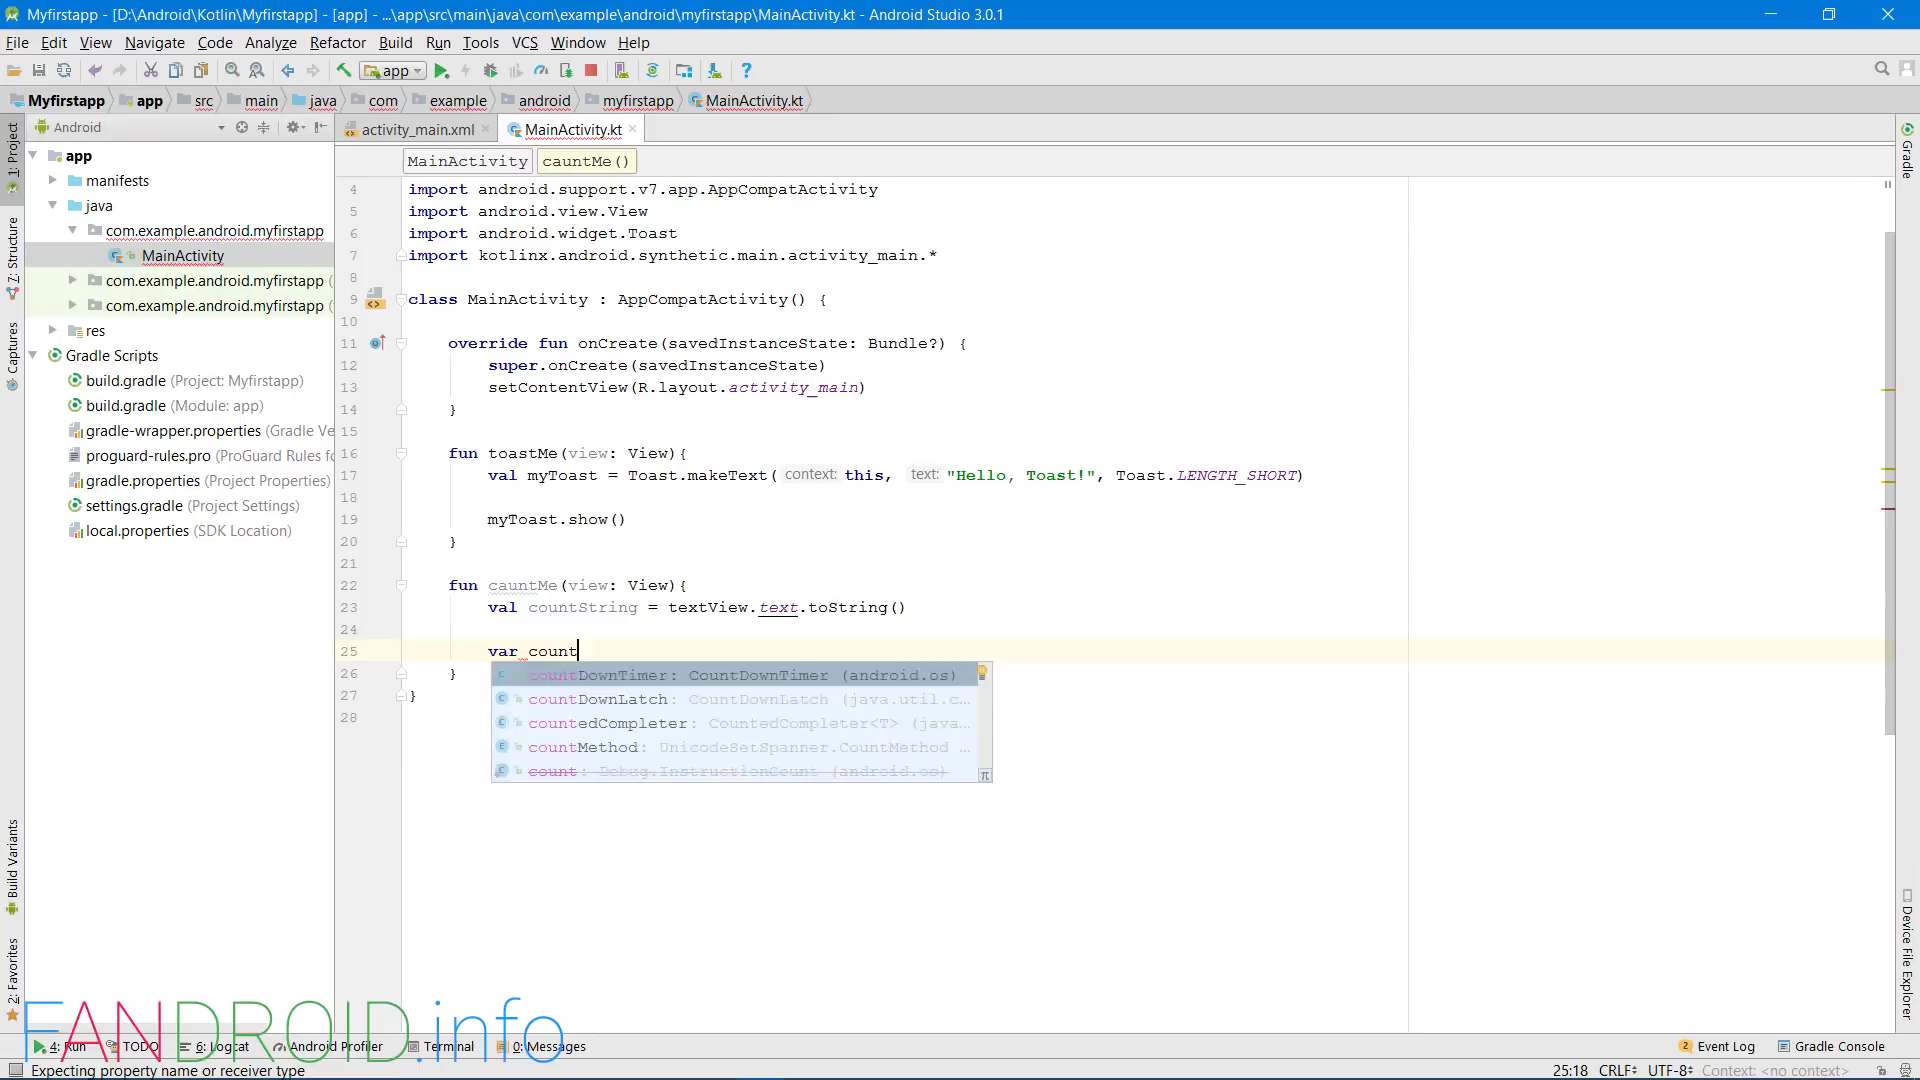 Myfirstapp - [D:\Android\Kotlin\Myfirstapp] - [app] - ...\app\src\main\java\com\example\android\myfirstapp\MainActivity.kt - Android Studio 3.0.1
File Edit View Navigate Code Analyze Refactor Build Run Tools VCS Window Help
app
Myfirstapp app src main java com example android myfirstapp MainActivity.kt
Android
activity_main.xml MainActivity.kt
MainActivity cauntMe()
1: Project
7: Structure
Captures
Build Variants
2: Favorites
Gradle
Device File Explorer
app
manifests
java
com.example.android.myfirstapp
MainActivity
com.example.android.myfirstapp (
com.example.android.myfirstapp (
res
Gradle Scripts
build.gradle (Project: Myfirstapp)
build.gradle (Module: app)
gradle-wrapper.properties (Gradle Ve
proguard-rules.pro (ProGuard Rules fo
gradle.properties (Project Properties)
settings.gradle (Project Settings)
local.properties (SDK Location)
4 import android.support.v7.app.AppCompatActivity
5 import android.view.View
6 import android.widget.Toast
7 import kotlinx.android.synthetic.main.activity_main.*
8
9 class MainActivity : AppCompatActivity() {
10
11 override fun onCreate(savedInstanceState: Bundle?) {
12 super.onCreate(savedInstanceState)
13 setContentView(R.layout.activity_main)
14 }
15
16 fun toastMe(view: View){
17 val myToast = Toast.makeText( context: this, text: "Hello, Toast!", Toast.LENGTH_SHORT)
18
19 myToast.show()
20 }
21
22 fun cauntMe(view: View){
23 val countString = textView.text.toString()
24
25 var count
26 }
27 }
28
countDownTimer: CountDownTimer (android.os)
countDownLatch: CountDownLatch (java.util.c...
countedCompleter: CountedCompleter<T> (java...
countMethod: UnicodeSetSpanner.CountMethod ...
count: Debug.InstructionCount (android.os)
π
FANDROID.info
4: Run TODO 6: Logcat Android Profiler Terminal 0: Messages
2 Event Log Gradle Console
Expecting property name or receiver type
25:18 CRLF UTF-8 Context: <no context>